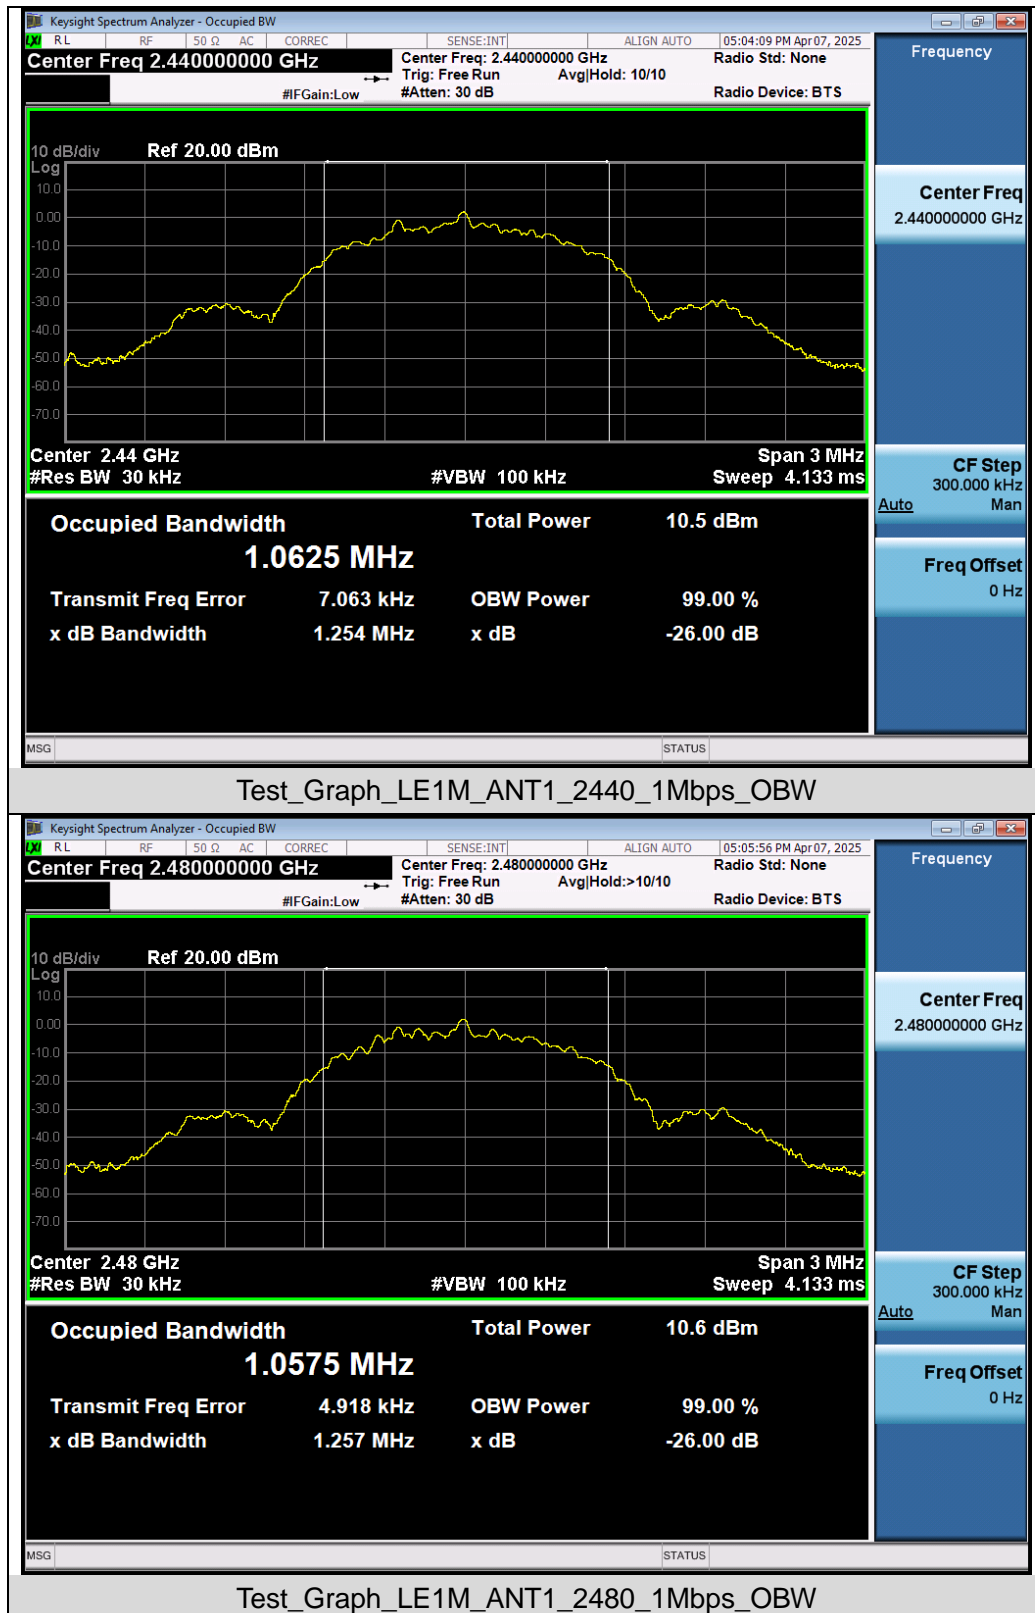 Keysight Spectrum Analyzer - Occupied BW
LXI RL RF 50 Ω AC CORREC SENSE:INT ALIGN AUTO 05:04:09 PM Apr 07, 2025
Center Freq 2.440000000 GHz
Center Freq: 2.440000000 GHz Radio Std: None
Trig: Free Run Avg|Hold: 10/10
#IFGain:Low #Atten: 30 dB Radio Device: BTS
10 dB/div Ref 20.00 dBm
Log
10.0
0.00
-10.0
-20.0
-30.0
-40.0
-50.0
-60.0
-70.0
Center 2.44 GHz Span 3 MHz
#Res BW 30 kHz #VBW 100 kHz Sweep 4.133 ms
Occupied Bandwidth Total Power 10.5 dBm
1.0625 MHz
Transmit Freq Error 7.063 kHz OBW Power 99.00 %
x dB Bandwidth 1.254 MHz x dB -26.00 dB
MSG STATUS
Frequency
Center Freq
2.440000000 GHz
CF Step
300.000 kHz
Auto Man
Freq Offset
0 Hz
Test_Graph_LE1M_ANT1_2440_1Mbps_OBW
Keysight Spectrum Analyzer - Occupied BW
LXI RL RF 50 Ω AC CORREC SENSE:INT ALIGN AUTO 05:05:56 PM Apr 07, 2025
Center Freq 2.480000000 GHz
Center Freq: 2.480000000 GHz Radio Std: None
Trig: Free Run Avg|Hold:>10/10
#IFGain:Low #Atten: 30 dB Radio Device: BTS
10 dB/div Ref 20.00 dBm
Log
10.0
0.00
-10.0
-20.0
-30.0
-40.0
-50.0
-60.0
-70.0
Center 2.48 GHz Span 3 MHz
#Res BW 30 kHz #VBW 100 kHz Sweep 4.133 ms
Occupied Bandwidth Total Power 10.6 dBm
1.0575 MHz
Transmit Freq Error 4.918 kHz OBW Power 99.00 %
x dB Bandwidth 1.257 MHz x dB -26.00 dB
MSG STATUS
Frequency
Center Freq
2.480000000 GHz
CF Step
300.000 kHz
Auto Man
Freq Offset
0 Hz
Test_Graph_LE1M_ANT1_2480_1Mbps_OBW